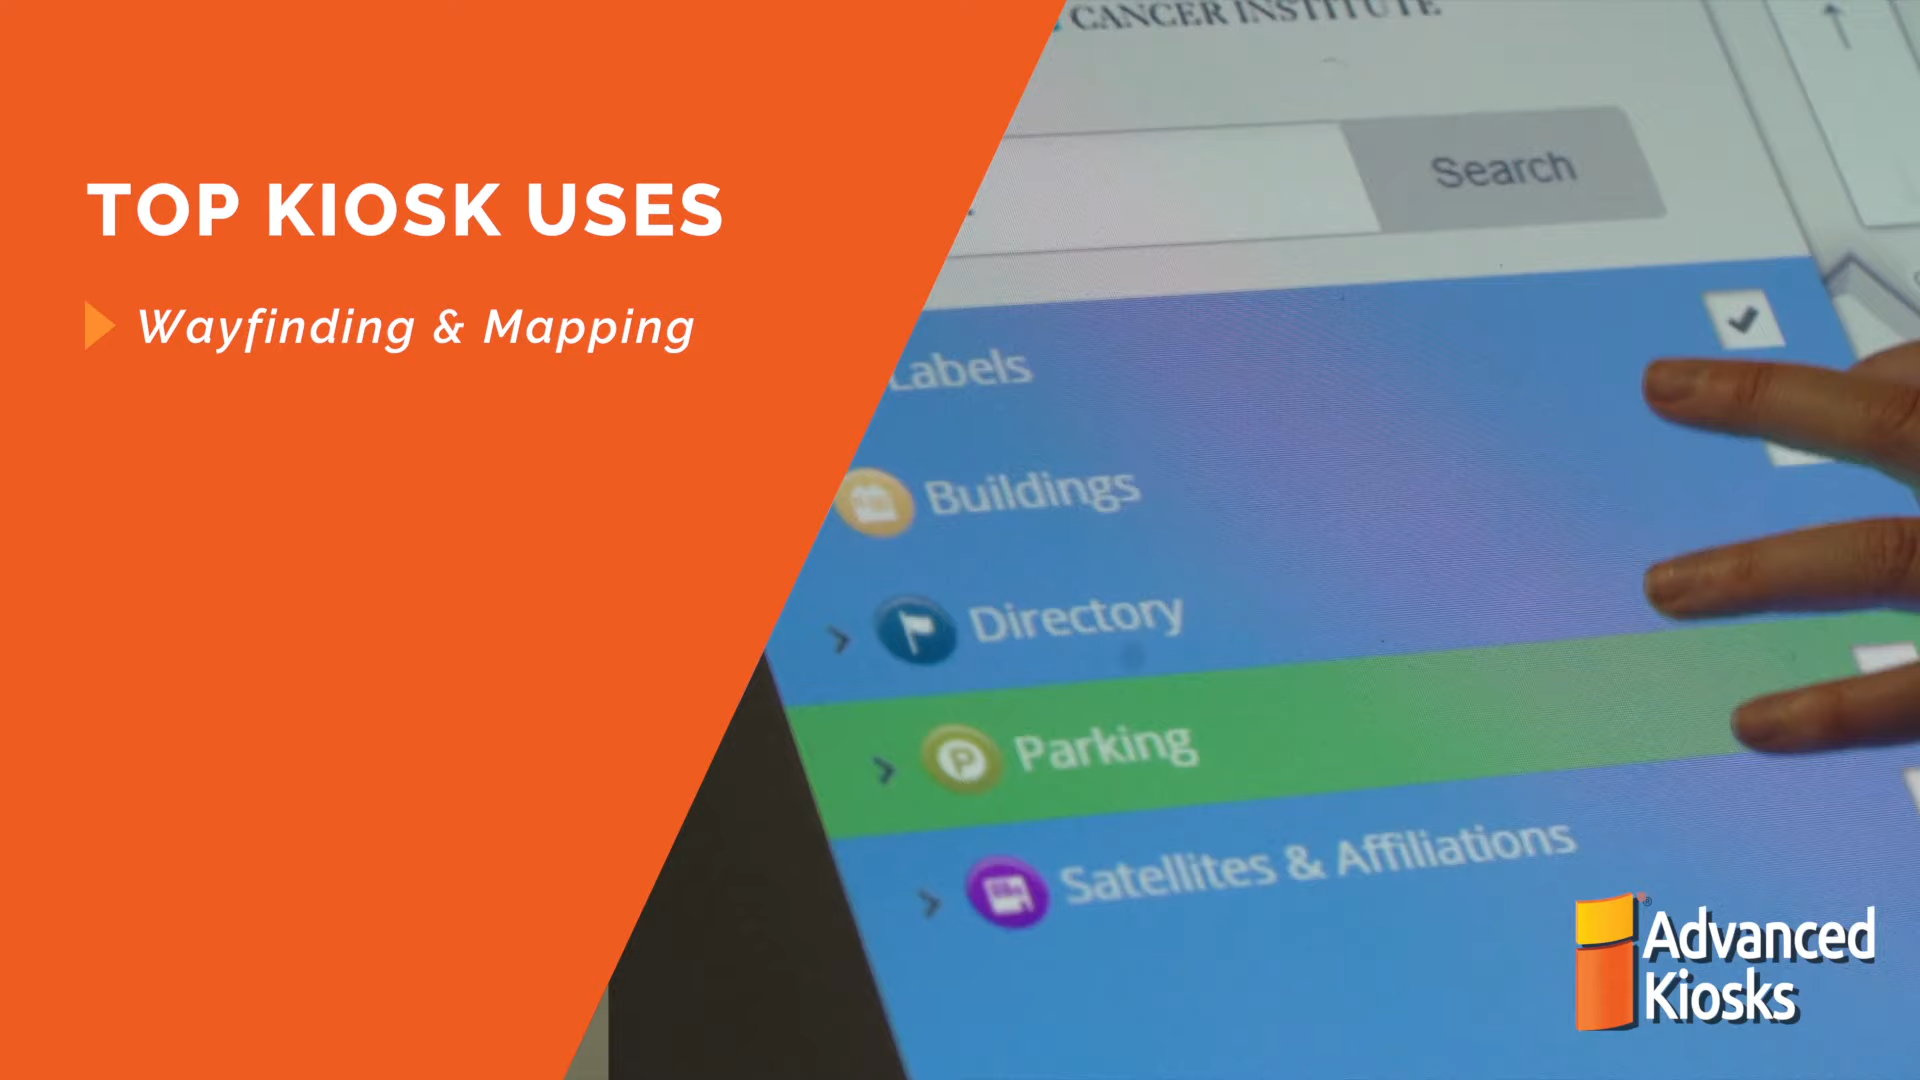 TOP KIOSK USES
Wayfinding & Mapping
CANCER INSTITUTE
Search
Labels
Buildings
Directory
P Parking
Satellites & Affiliations
Advanced
Kiosks
®